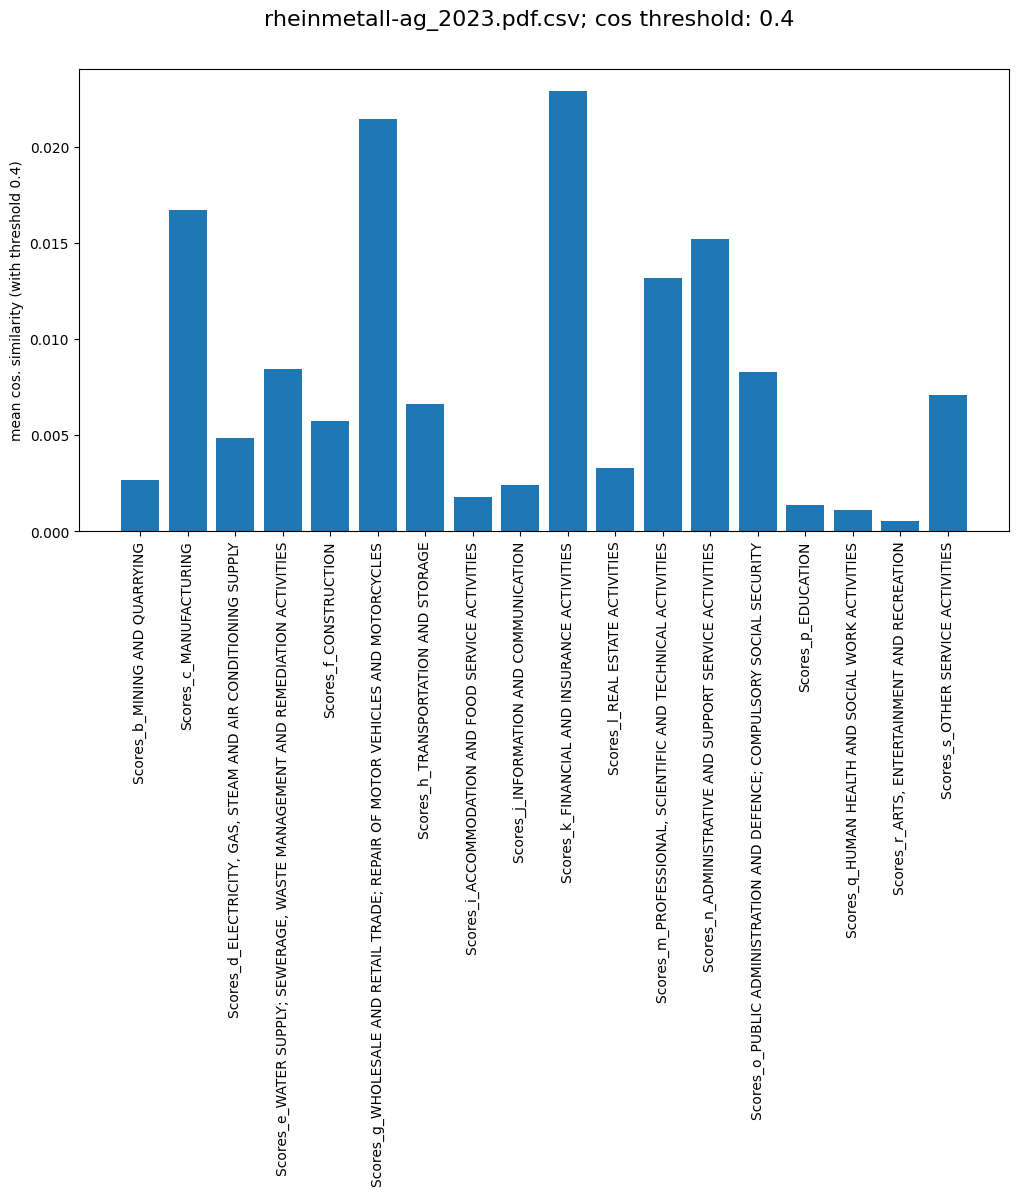 rheinmetall-ag_2023.pdf.csv; cos threshold: 0.4
mean cos. similarity (with threshold 0.4)
0.020
0.015
0.010
0.005
0.000
Scores_b_MINING AND QUARRYING
Scores_c_MANUFACTURING
Scores_d_ELECTRICITY, GAS, STEAM AND AIR CONDITIONING SUPPLY
Scores_e_WATER SUPPLY; SEWERAGE, WASTE MANAGEMENT AND REMEDIATION ACTIVITIES
Scores_f_CONSTRUCTION
Scores_g_WHOLESALE AND RETAIL TRADE; REPAIR OF MOTOR VEHICLES AND MOTORCYCLES
Scores_h_TRANSPORTATION AND STORAGE
Scores_i_ACCOMMODATION AND FOOD SERVICE ACTIVITIES
Scores_j_INFORMATION AND COMMUNICATION
Scores_k_FINANCIAL AND INSURANCE ACTIVITIES
Scores_l_REAL ESTATE ACTIVITIES
Scores_m_PROFESSIONAL, SCIENTIFIC AND TECHNICAL ACTIVITIES
Scores_n_ADMINISTRATIVE AND SUPPORT SERVICE ACTIVITIES
Scores_o_PUBLIC ADMINISTRATION AND DEFENCE; COMPULSORY SOCIAL SECURITY
Scores_p_EDUCATION
Scores_q_HUMAN HEALTH AND SOCIAL WORK ACTIVITIES
Scores_r_ARTS, ENTERTAINMENT AND RECREATION
Scores_s_OTHER SERVICE ACTIVITIES